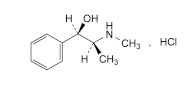 H OH
H
N
CH₃ . HCl
H CH₃